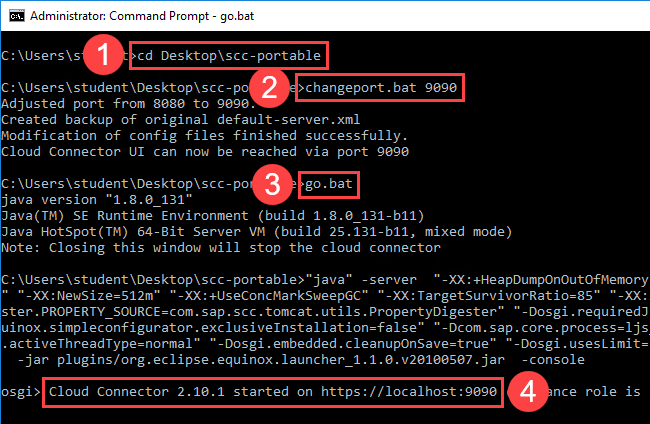 Administrator: Command Prompt - go.bat
C:\Users\stu 1 t>cd Desktop\scc-portable
C:\Users\student\Desktop\scc-po 2 >changeport.bat 9090
Adjusted port from 8080 to 9090.
Created backup of original default-server.xml
Modification of config files finished successfully.
Cloud Connector UI can now be reached via port 9090
C:\Users\student\Desktop\scc-por 3 e>go.bat
java version "1.8.0_131"
Java(TM) SE Runtime Environment (build 1.8.0_131-b11)
Java HotSpot(TM) 64-Bit Server VM (build 25.131-b11, mixed mode)
Note: Closing this window will stop the cloud connector
C:\Users\student\Desktop\scc-portable>"java" -server  "-XX:+HeapDumpOnOutOfMemory
" "-XX:NewSize=512m" "-XX:+UseConcMarkSweepGC" "-XX:TargetSurvivorRatio=85" "-XX:
ster.PROPERTY_SOURCE=com.sap.scc.tomcat.utils.PropertyDigester" "-Dosgi.requiredJ
uinox.simpleconfigurator.exclusiveInstallation=false" "-Dcom.sap.core.process=ljs
.activeThreadType=normal" "-Dosgi.embedded.cleanupOnSave=true" "-Dosgi.usesLimit=
-jar plugins/org.eclipse.equinox.launcher_1.1.0.v20100507.jar  -console
osgi> Cloud Connector 2.10.1 started on https://localhost:9090 ( 4 ance role is